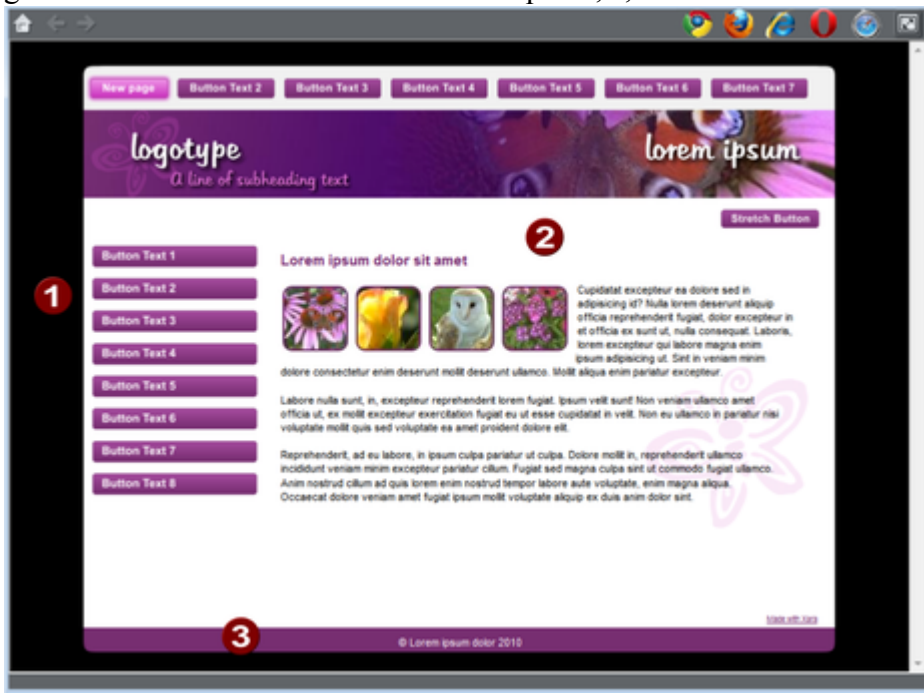 New page Button Text 2 Button Text 3 Button Text 4 Button Text 5 Button Text 6 Button Text 7
logotype
A line of subheading text
lorem ipsum
Stretch Button
2
1
Button Text 1
Button Text 2
Button Text 3
Button Text 4
Button Text 5
Button Text 6
Button Text 7
Button Text 8
Lorem ipsum dolor sit amet
Cupidatat excepteur ea dolore sed in
adipisicing id? Nulla lorem deserunt aliquip
officia reprehenderit fugiat, dolor excepteur in
et officia ex sunt ut, nulla consequat. Laboris,
lorem excepteur qui labore magna enim
ipsum adipisicing ut. Sint in veniam minim
dolore consectetur enim deserunt mollit deserunt ullamco. Mollit aliqua enim pariatur excepteur.
Labore nulla sunt, in, excepteur reprehenderit lorem fugiat. Ipsum velit sunt! Non veniam ullamco amet
officia ut, ex mollit excepteur exercitation fugiat eu ut esse cupidatat in velit. Non eu ullamco in pariatur nisi
voluptate mollit quis sed voluptate ea amet proident dolore elit.
Reprehenderit, ad eu labore, in ipsum culpa pariatur ut culpa. Dolore mollit in, reprehenderit ullamco
incididunt veniam minim excepteur pariatur cillum. Fugiat sed magna culpa sint ut commodo fugiat ullamco.
Anim nostrud cillum ad quis lorem enim nostrud tempor labore aute voluptate, enim magna aliqua.
Occaecat dolore veniam amet fugiat ipsum mollit voluptate aliquip ex duis anim dolor sint.
Made with Xara
3
© Lorem ipsum dolor 2010